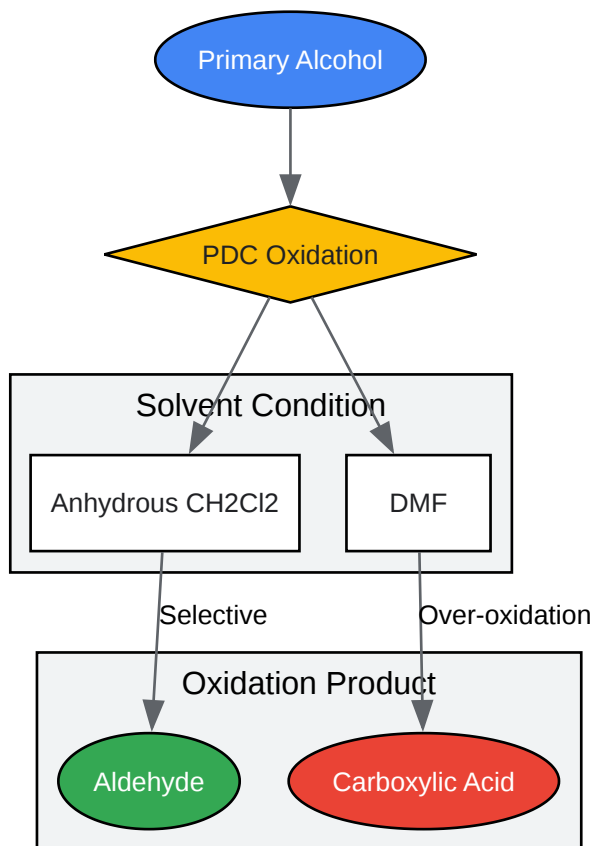 Primary Alcohol
PDC Oxidation
Solvent Condition
Anhydrous CH2Cl2
DMF
Selective
Over-oxidation
Oxidation Product
Aldehyde
Carboxylic Acid